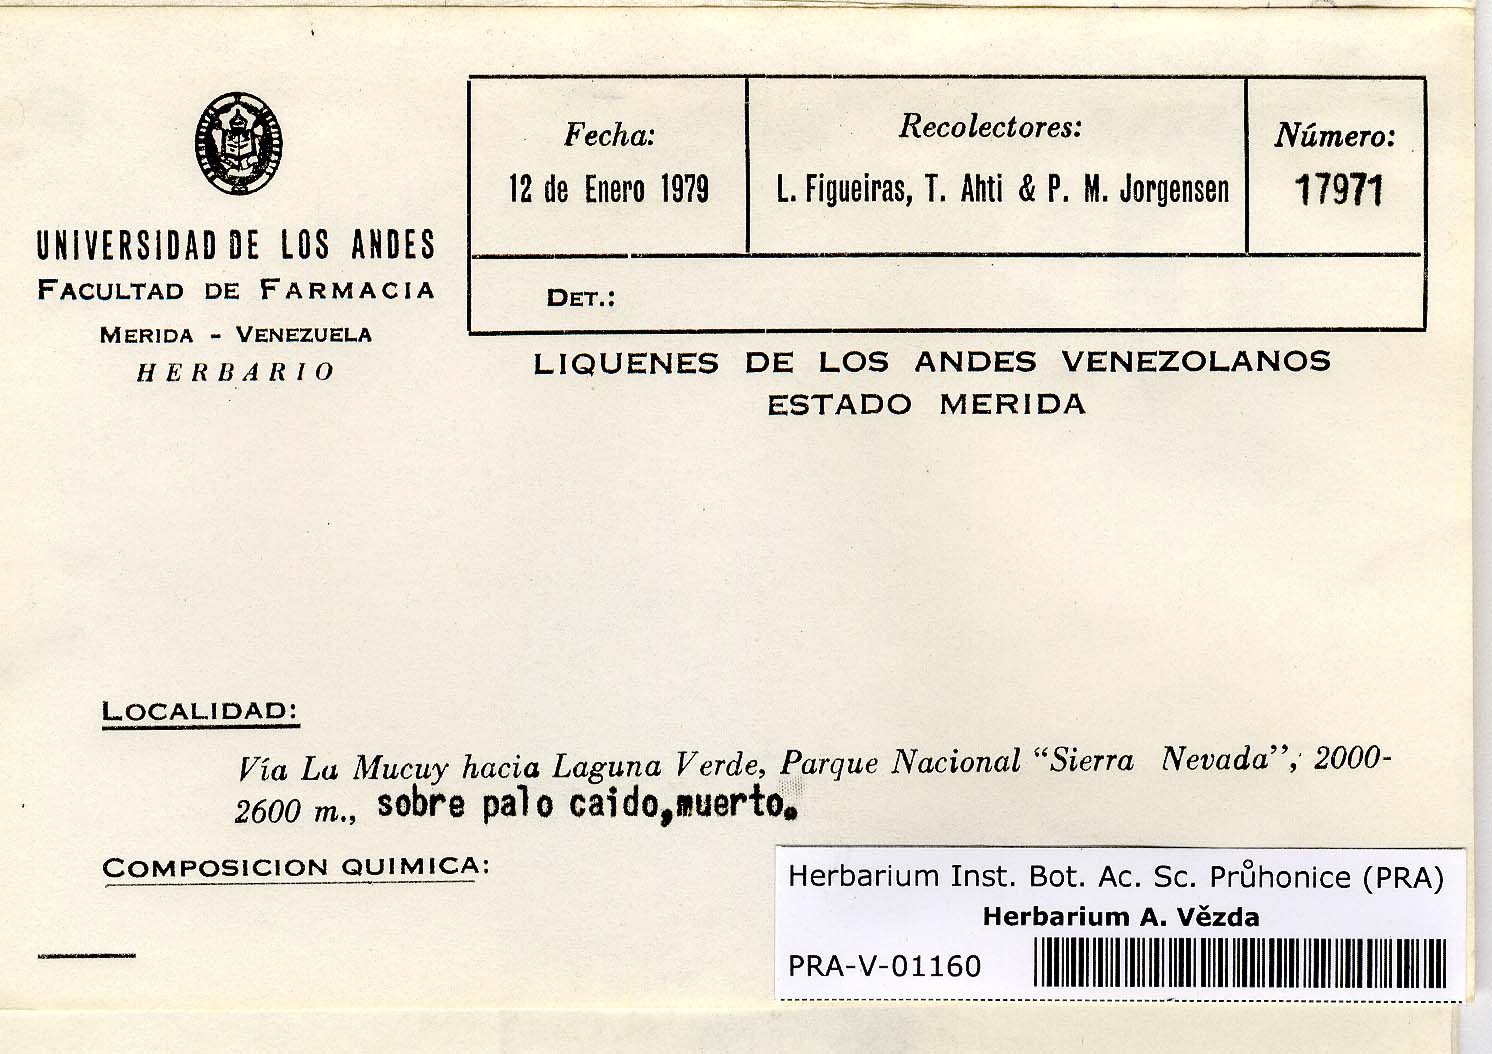 UNIVERSIDAD DE LOS ANDES
FACULTAD DE FARMACIA
MERIDA - VENEZUELA
HERBARIO
Fecha:
12 de Enero 1979
Recolectores:
L. Figueiras, T. Ahti & P. M. Jorgensen
Número:
17971
DET.:
LIQUENES DE LOS ANDES VENEZOLANOS
ESTADO MERIDA
LOCALIDAD:
Vía La Mucuy hacia Laguna Verde, Parque Nacional “Sierra Nevada”, 2000-
2600 m., sobre palo caido,muerto.
COMPOSICION QUIMICA:
Herbarium Inst. Bot. Ac. Sc. Průhonice (PRA)
Herbarium A. Vězda
PRA-V-01160